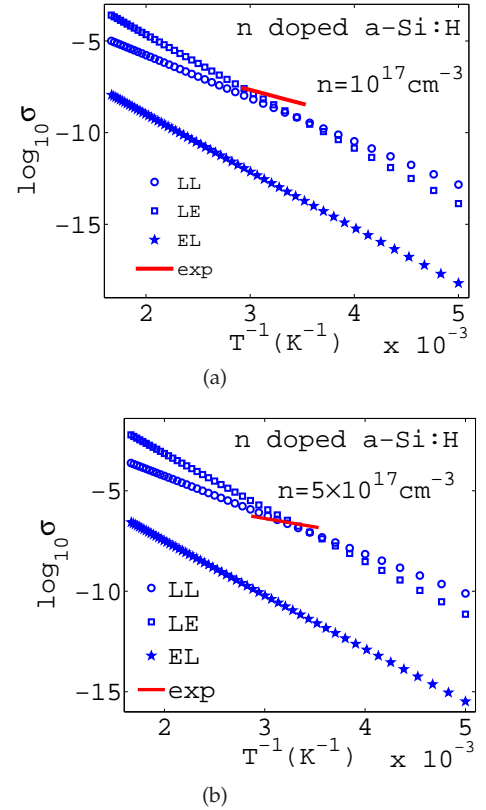 n doped a-Si:H
n=10¹⁷cm⁻³
log₁₀σ
-5
-10
-15
LL
LE
EL
exp
2 3 4 5
T⁻¹(K⁻¹) x 10⁻³
(a)
n doped a-Si:H
n=5×10¹⁷cm⁻³
log₁₀σ
-5
-10
-15
LL
LE
EL
exp
2 3 4 5
T⁻¹(K⁻¹) x 10⁻³
(b)